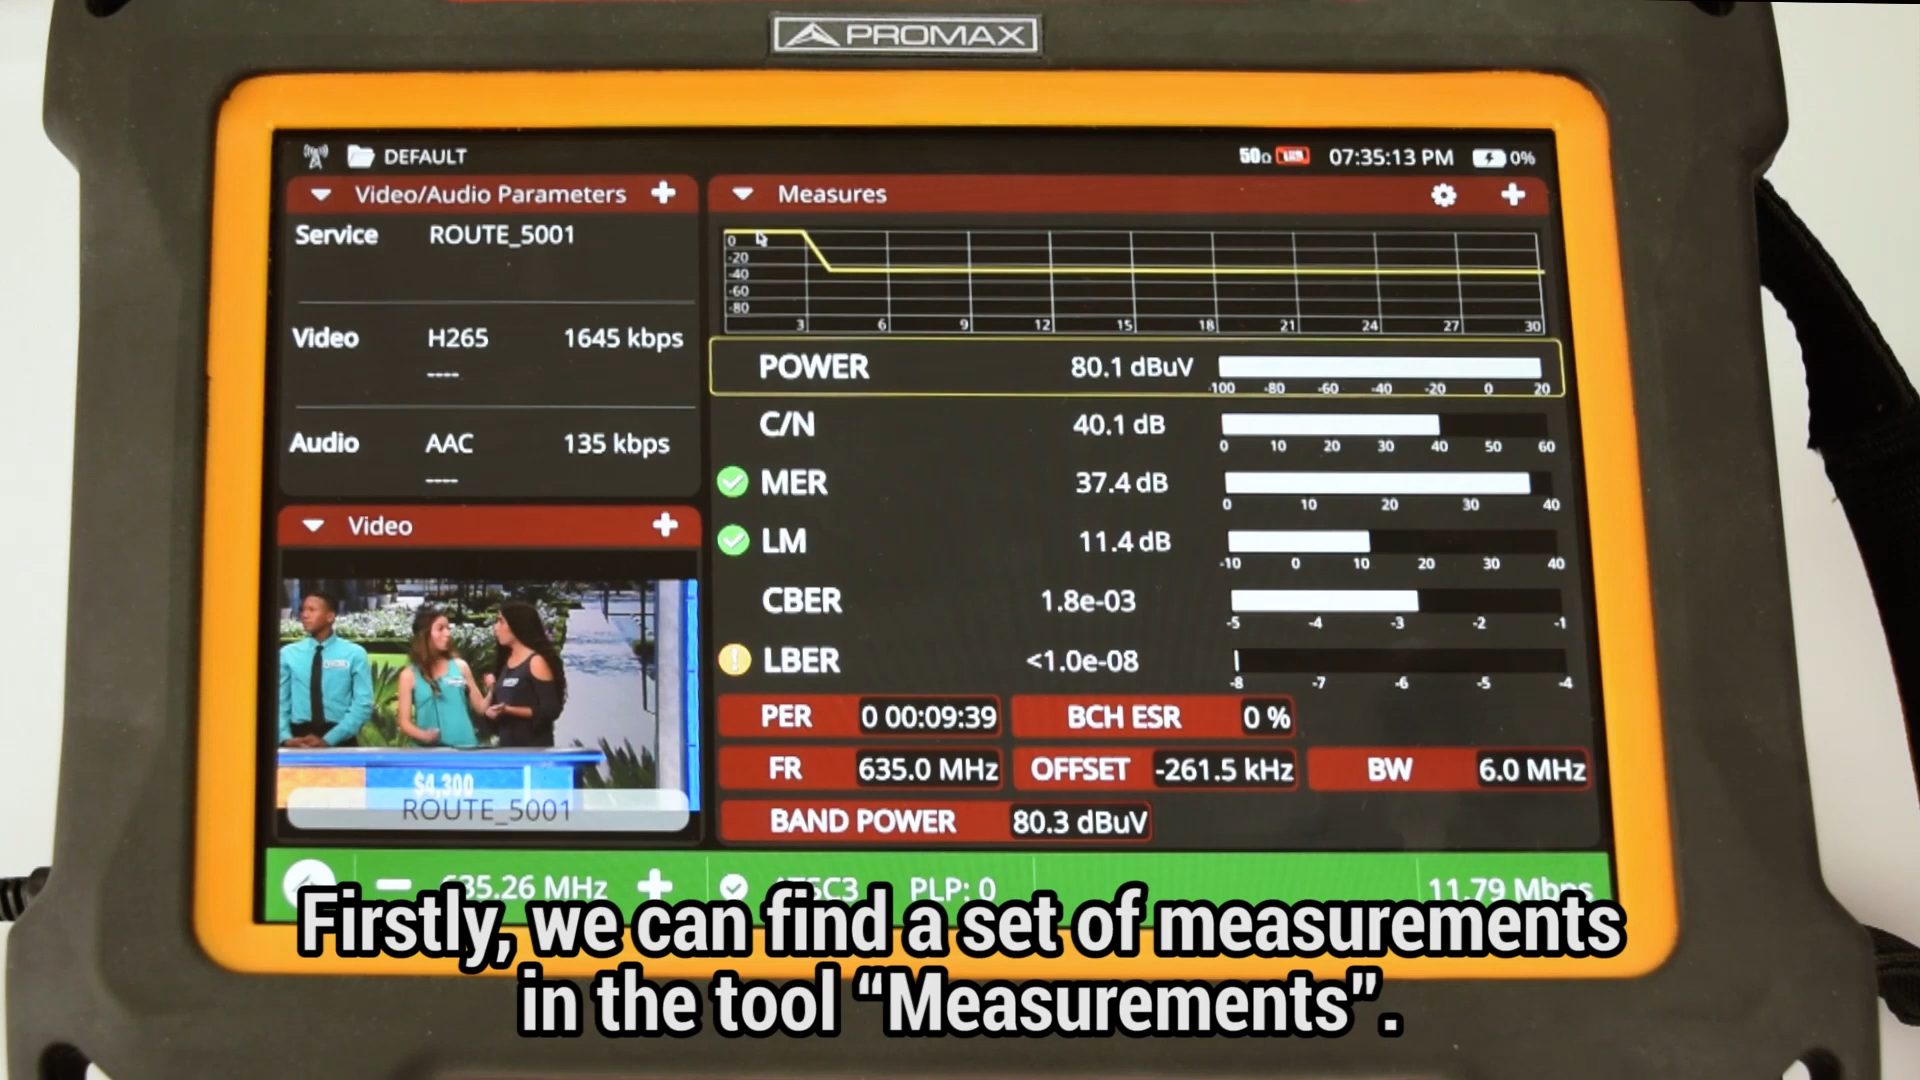 PROMAX
DEFAULT
50Ω
07:35:13 PM
0%
Video/Audio Parameters
Service ROUTE_5001
Video H265 1645 kbps
----
Audio AAC 135 kbps
----
Video
$4,300
ROUTE_5001
Measures
0
-20
-40
-60
-80
3 6 9 12 15 18 21 24 27 30
POWER 80.1 dBuV
-100 -80 -60 -40 -20 0 20
C/N 40.1 dB
0 10 20 30 40 50 60
MER 37.4 dB
0 10 20 30 40
LM 11.4 dB
-10 0 10 20 30 40
CBER 1.8e-03
-5 -4 -3 -2 -1
LBER <1.0e-08
-8 -7 -6 -5 -4
PER 0 00:09:39 BCH ESR 0 %
FR 635.0 MHz OFFSET -261.5 kHz BW 6.0 MHz
BAND POWER 80.3 dBuV
635.26 MHz ATSC3 PLP: 0 11.79 Mbps
Firstly, we can find a set of measurements
in the tool “Measurements”.